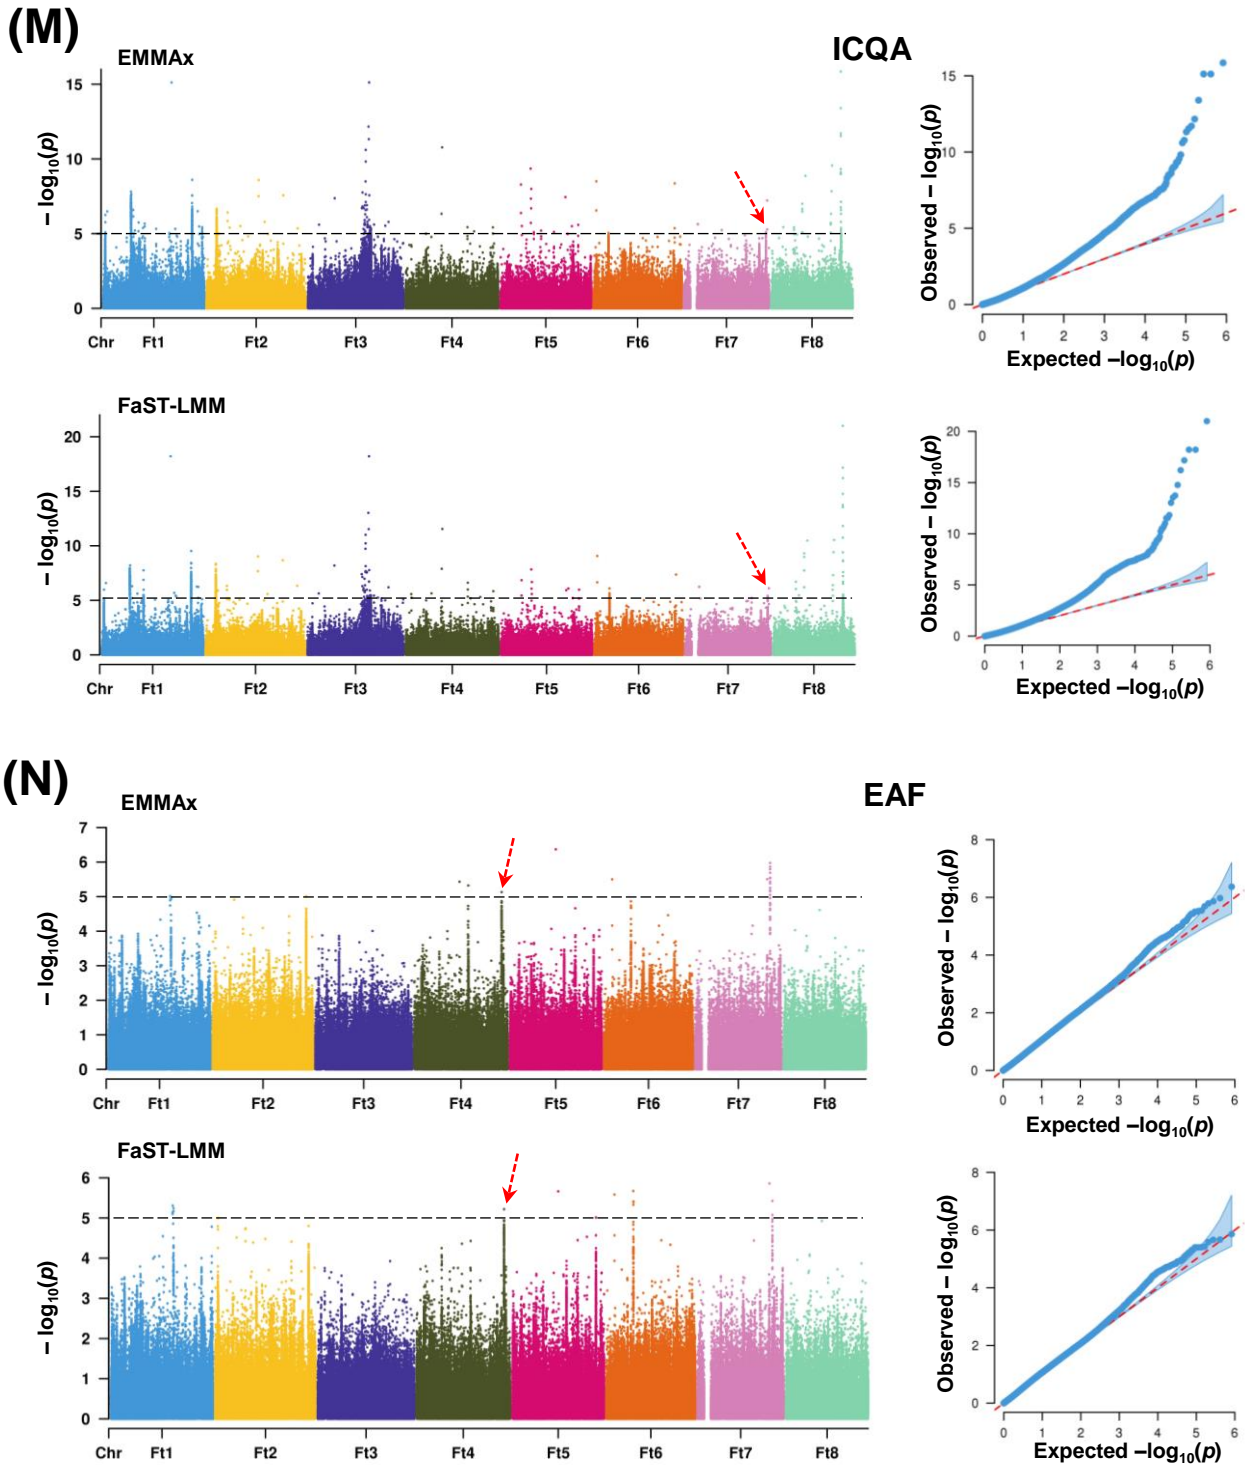 (M)
EMMAx
ICQA
− log10(p)
15
10
5
0
Chr Ft1 Ft2 Ft3 Ft4 Ft5 Ft6 Ft7 Ft8
Observed − log10(p)
15
10
5
0
0 1 2 3 4 5 6
Expected −log10(p)
FaST-LMM
− log10(p)
20
15
10
5
0
Chr Ft1 Ft2 Ft3 Ft4 Ft5 Ft6 Ft7 Ft8
Observed − log10(p)
20
15
10
5
0
0 1 2 3 4 5 6
Expected −log10(p)
(N)
EMMAx
EAF
− log10(p)
7
6
5
4
3
2
1
0
Chr Ft1 Ft2 Ft3 Ft4 Ft5 Ft6 Ft7 Ft8
Observed − log10(p)
8
6
4
2
0
0 1 2 3 4 5 6
Expected −log10(p)
FaST-LMM
− log10(p)
6
5
4
3
2
1
0
Chr Ft1 Ft2 Ft3 Ft4 Ft5 Ft6 Ft7 Ft8
Observed − log10(p)
8
6
4
2
0
0 1 2 3 4 5 6
Expected −log10(p)